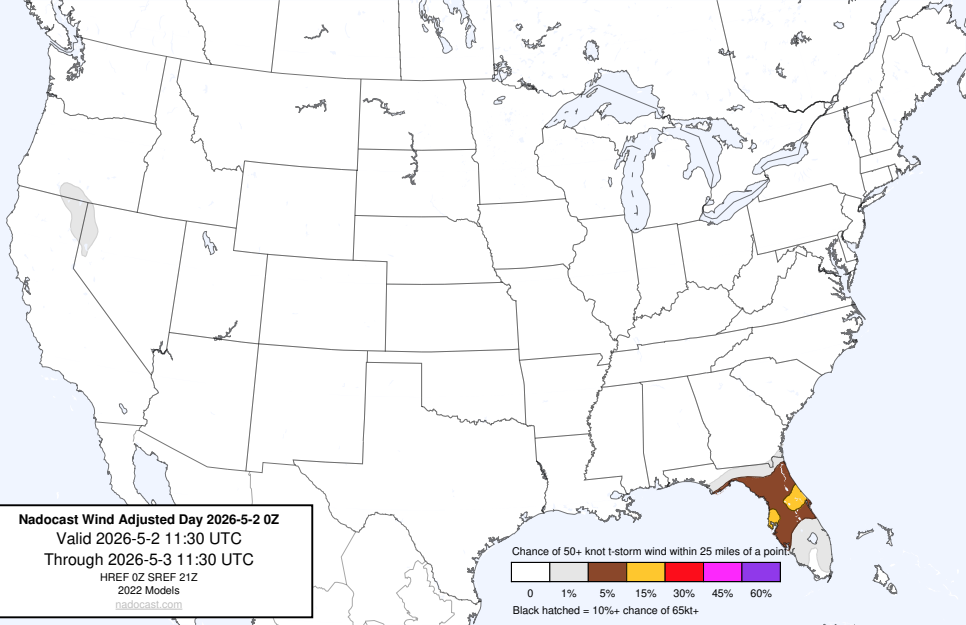 Nadocast Wind Adjusted Day 2026-5-2 0Z
Valid 2026-5-2 11:30 UTC
Through 2026-5-3 11:30 UTC
HREF 0Z SREF 21Z
2022 Models
nadocast.com
Chance of 50+ knot t-storm wind within 25 miles of a point.
0 1% 5% 15% 30% 45% 60%
Black hatched = 10%+ chance of 65kt+